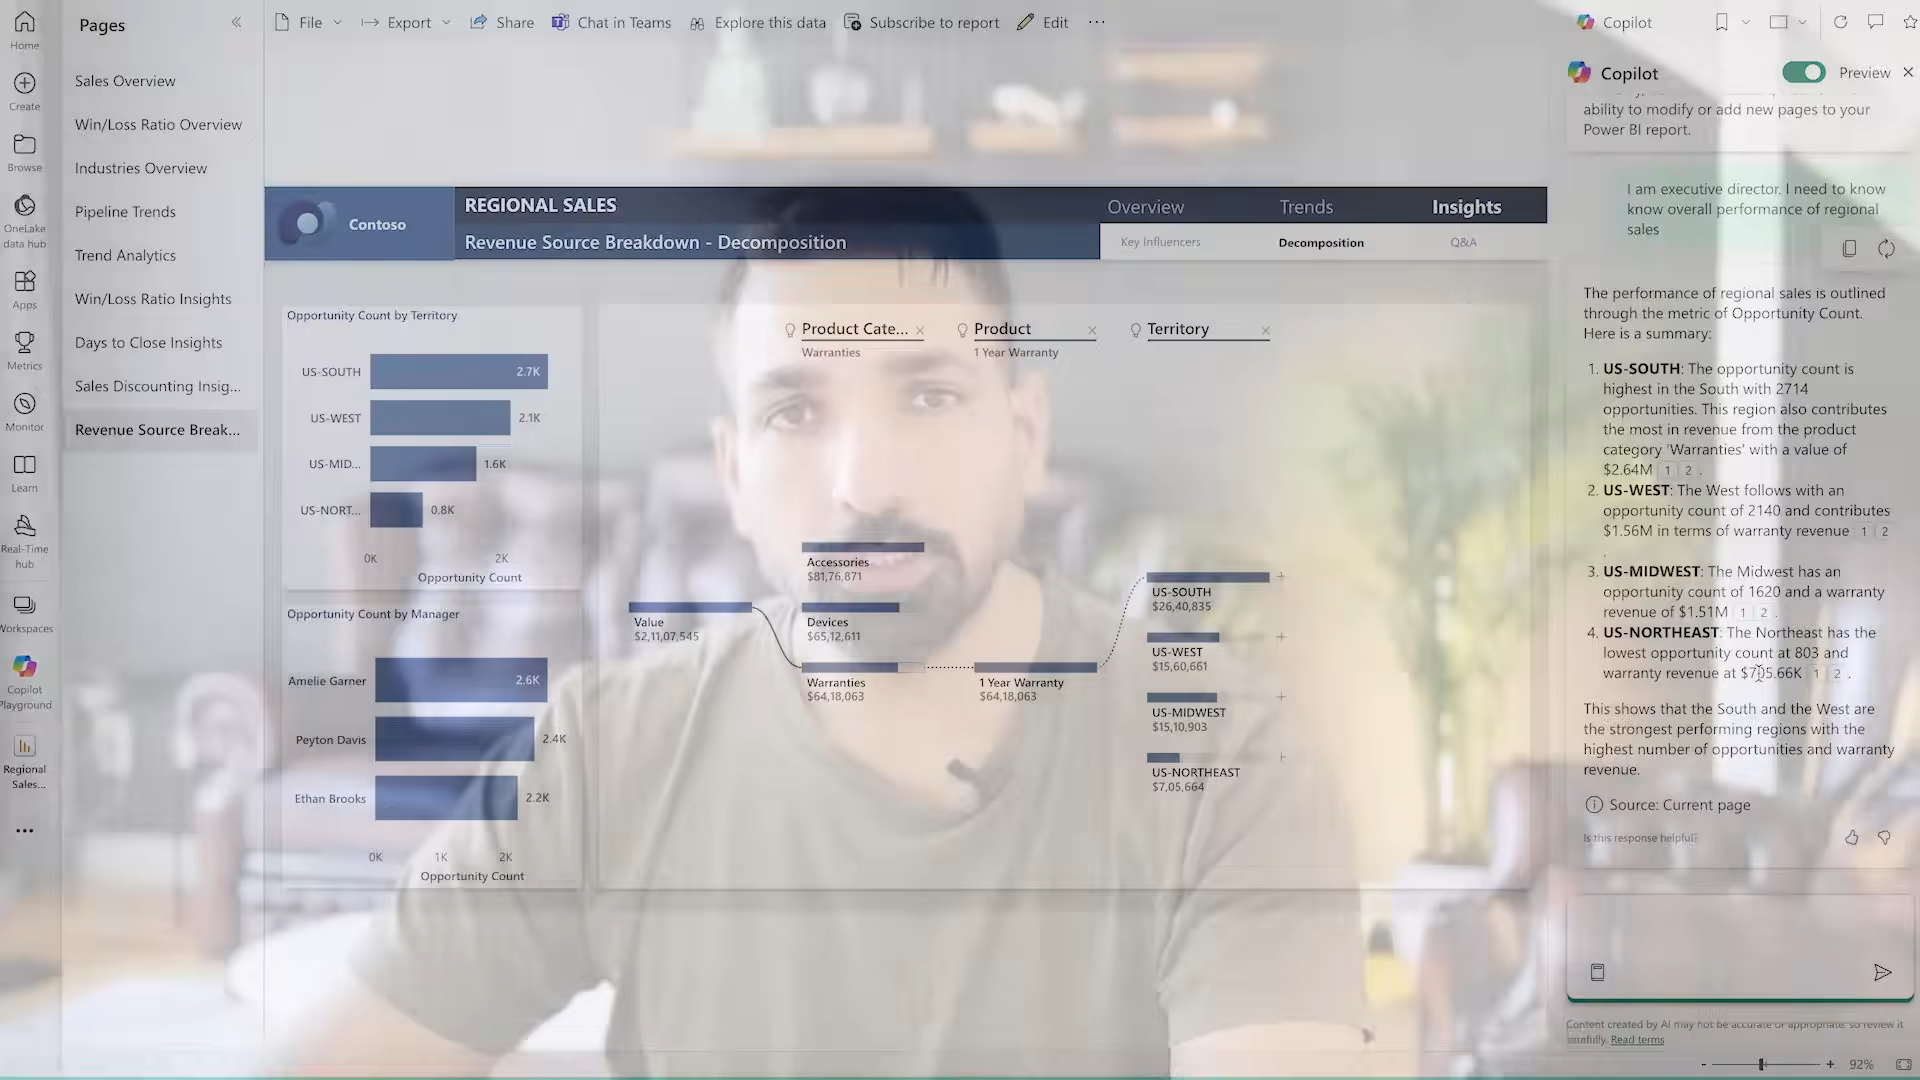 Home
Create
Browse
OneLake
data hub
Apps
Metrics
Monitor
Learn
Real-Time
hub
Workspaces
Copilot
Playground
Regional
Sales...
Pages
Sales Overview
Win/Loss Ratio Overview
Industries Overview
Pipeline Trends
Trend Analytics
Win/Loss Ratio Insights
Days to Close Insights
Sales Discounting Insig...
Revenue Source Break...
File
Export
Share
Chat in Teams
Explore this data
Subscribe to report
Edit
Copilot
Contoso
REGIONAL SALES
Revenue Source Breakdown - Decomposition
Overview
Trends
Insights
Key Influencers
Decomposition
Q&A
Opportunity Count by Territory
US-SOUTH
2.7K
US-WEST
2.1K
US-MID...
1.6K
US-NORT...
0.8K
0K
2K
Opportunity Count
Opportunity Count by Manager
Amelie Garner
2.6K
Peyton Davis
2.4K
Ethan Brooks
2.2K
0K
1K
2K
Opportunity Count
Product Cate...
Warranties
Product
1 Year Warranty
Territory
Value
$2,11,07,545
Accessories
$81,76,871
Devices
$65,12,611
Warranties
$64,18,063
1 Year Warranty
$64,18,063
US-SOUTH
$26,40,835
US-WEST
$15,60,661
US-MIDWEST
$15,10,903
US-NORTHEAST
$7,05,664
Copilot
Preview
ability to modify or add new pages to your
Power BI report.
I am executive director. I need to know
know overall performance of regional
sales
The performance of regional sales is outlined
through the metric of Opportunity Count.
Here is a summary:
1. US-SOUTH: The opportunity count is
highest in the South with 2714
opportunities. This region also contributes
the most in revenue from the product
category 'Warranties' with a value of
$2.64M 1 2 .
2. US-WEST: The West follows with an
opportunity count of 2140 and contributes
$1.56M in terms of warranty revenue 1 2
.
3. US-MIDWEST: The Midwest has an
opportunity count of 1620 and a warranty
revenue of $1.51M 1 2 .
4. US-NORTHEAST: The Northeast has the
lowest opportunity count at 803 and
warranty revenue at $705.66K 1 2 .
This shows that the South and the West are
the strongest performing regions with the
highest number of opportunities and warranty
revenue.
Source: Current page
Is this response helpful?
Content created by AI may not be accurate or appropriate, so review it
carefully. Read terms
- + 92%